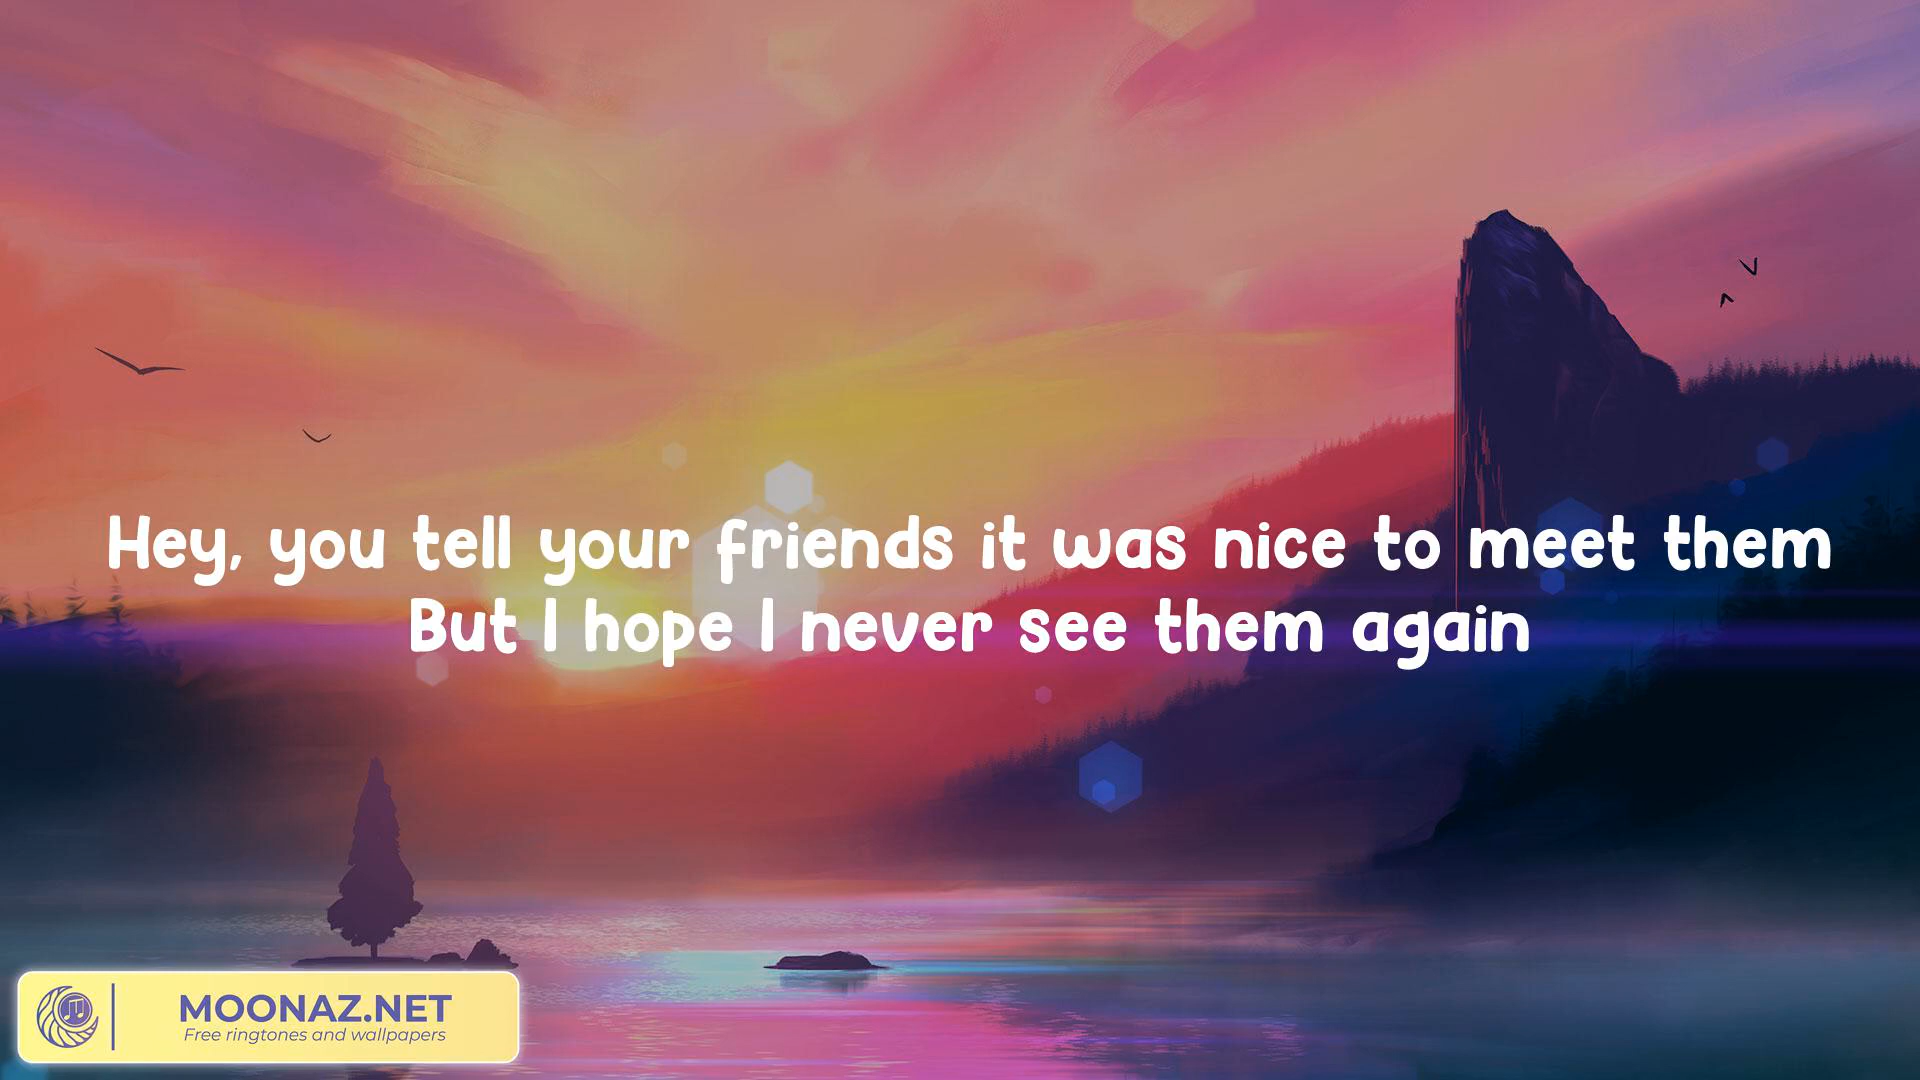 Hey, you tell your friends it was nice to meet them
But I hope I never see them again
MOONAZ.NET
Free ringtones and wallpapers